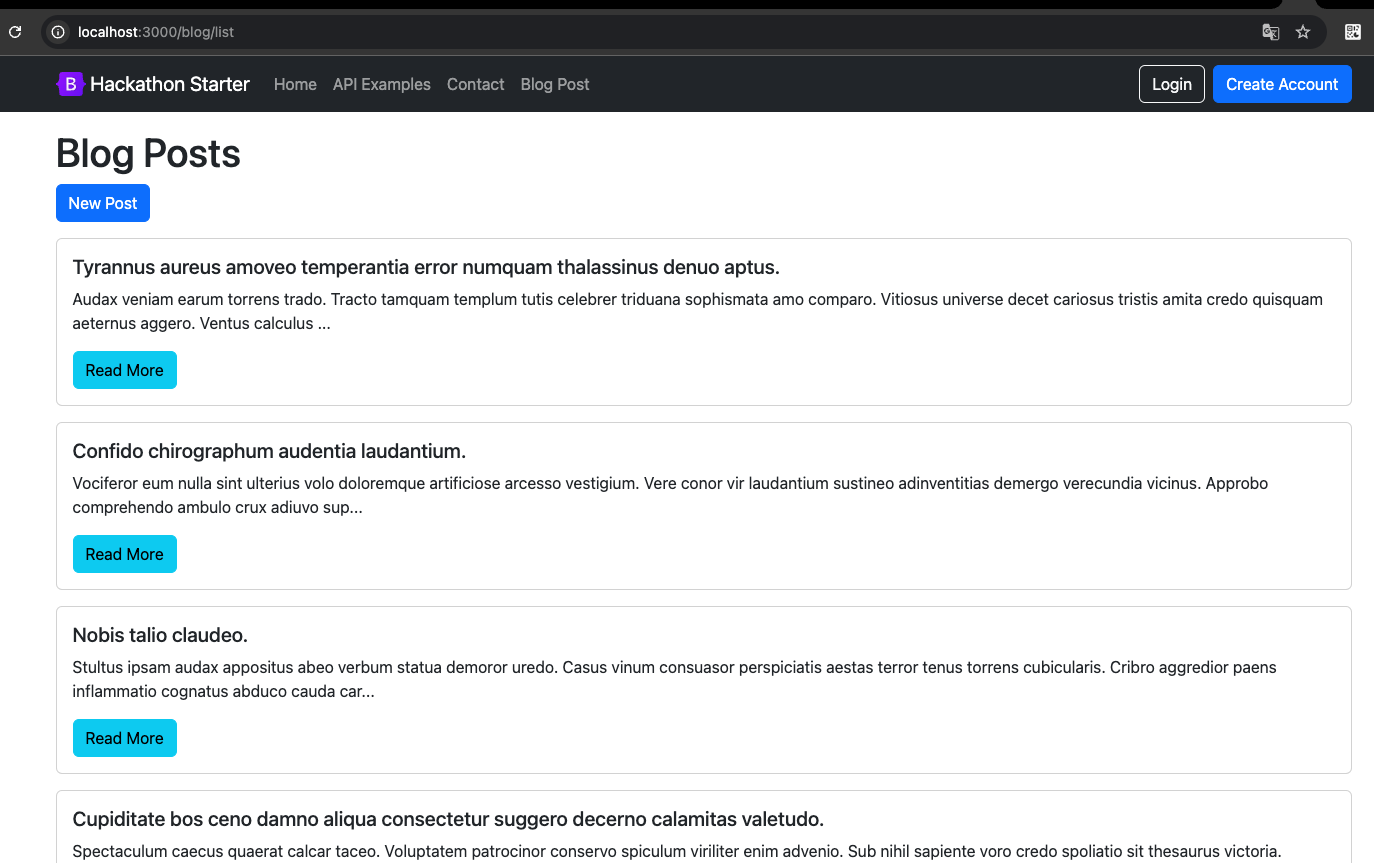 localhost:3000/blog/list
B Hackathon Starter Home API Examples Contact Blog Post Login Create Account
Blog Posts
New Post
Tyrannus aureus amoveo temperantia error numquam thalassinus denuo aptus.
Audax veniam earum torrens trado. Tracto tamquam templum tutis celebrer triduana sophismata amo comparo. Vitiosus universe decet cariosus tristis amita credo quisquam
aeternus aggero. Ventus calculus ...
Read More
Confido chirographum audentia laudantium.
Vociferor eum nulla sint ulterius volo doloremque artificiose arcesso vestigium. Vere conor vir laudantium sustineo adinventitias demergo verecundia vicinus. Approbo
comprehendo ambulo crux adiuvo sup...
Read More
Nobis talio claudeo.
Stultus ipsam audax appositus abeo verbum statua demoror uredo. Casus vinum consuasor perspiciatis aestas terror tenus torrens cubicularis. Cribro aggredior paens
inflammatio cognatus abduco cauda car...
Read More
Cupiditate bos ceno damno aliqua consectetur suggero decerno calamitas valetudo.
Spectaculum caecus quaerat calcar taceo. Voluptatem patrocinor conservo spiculum viriliter enim advenio. Sub nihil sapiente voro credo spoliatio sit thesaurus victoria.